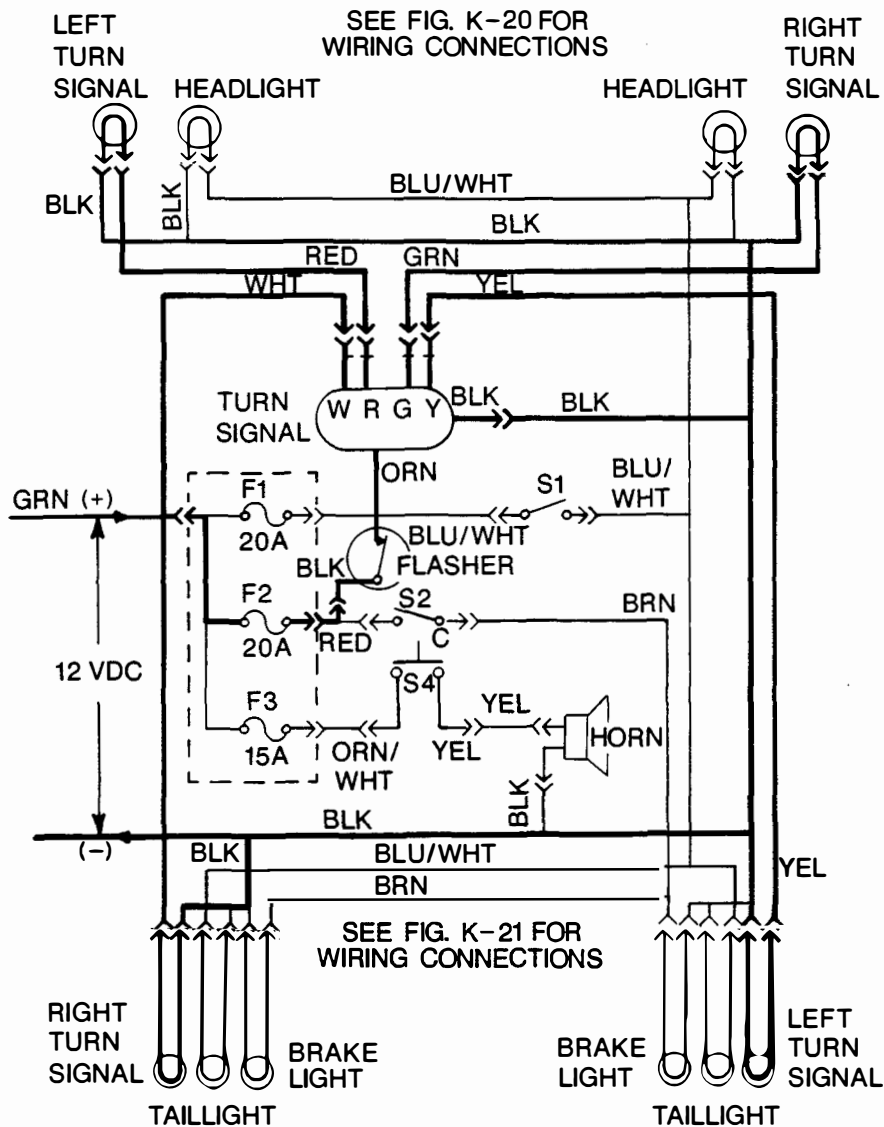 SEE FIG. K-20 FOR
WIRING CONNECTIONS
LEFT
TURN
SIGNAL
HEADLIGHT
HEADLIGHT
RIGHT
TURN
SIGNAL
BLU/WHT
BLK
BLK
BLK
RED
GRN
WHT
YEL
TURN
SIGNAL
W R G Y
BLK
BLK
ORN
GRN (+)
F1
20A
BLU/WHT
S1
BLU/
WHT
FLASHER
BLK
F2
20A
RED
S2
C
BRN
12 VDC
S4
F3
15A
ORN/
WHT
YEL
YEL
HORN
BLK
BLK
(-)
BLK
BLU/WHT
BRN
YEL
SEE FIG. K-21 FOR
WIRING CONNECTIONS
RIGHT
TURN
SIGNAL
BRAKE
LIGHT
TAILLIGHT
BRAKE
LIGHT
LEFT
TURN
SIGNAL
TAILLIGHT